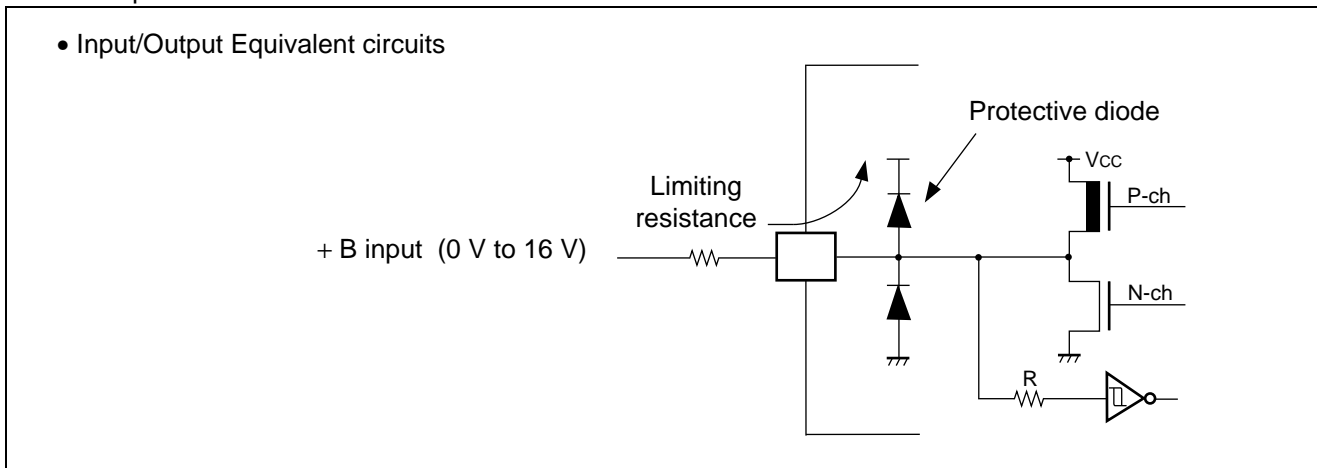 • Input/Output Equivalent circuits
Protective diode
VCC
Limiting
resistance
P-ch
+ B input (0 V to 16 V)
N-ch
R